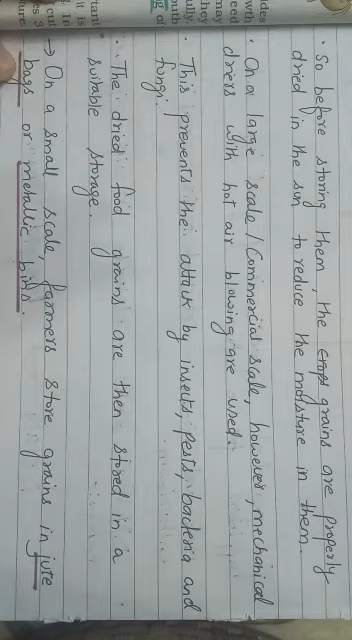 · So before storing them, the grains are properly
dried in the sun to reduce the moisture in them.
· On a large scale/Commercial scale, however, mechanical
driers with hot air blowing are used.
· This prevents the attack by insects, Pests, bacteria and
fungi.
· The dried food grains are then stored in a
suitable storage.
→ On a small scale, farmers store grains in jute
bags or metallic bins.